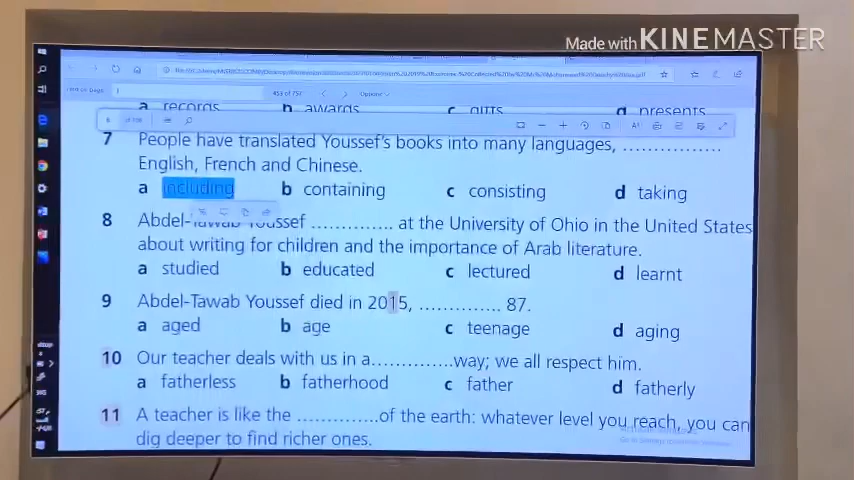 Made with KINEMASTER
453 of 757
Options
a records b awards c gifts d presents
7 People have translated Youssef's books into many languages, ................
English, French and Chinese.
a including b containing c consisting d taking
8 Abdel-Tawab Youssef ............. at the University of Ohio in the United States
about writing for children and the importance of Arab literature.
a studied b educated c lectured d learnt
9 Abdel-Tawab Youssef died in 2015, ............. 87.
a aged b age c teenage d aging
10 Our teacher deals with us in a.............way; we all respect him.
a fatherless b fatherhood c father d fatherly
11 A teacher is like the .............of the earth: whatever level you reach, you can
dig deeper to find richer ones.